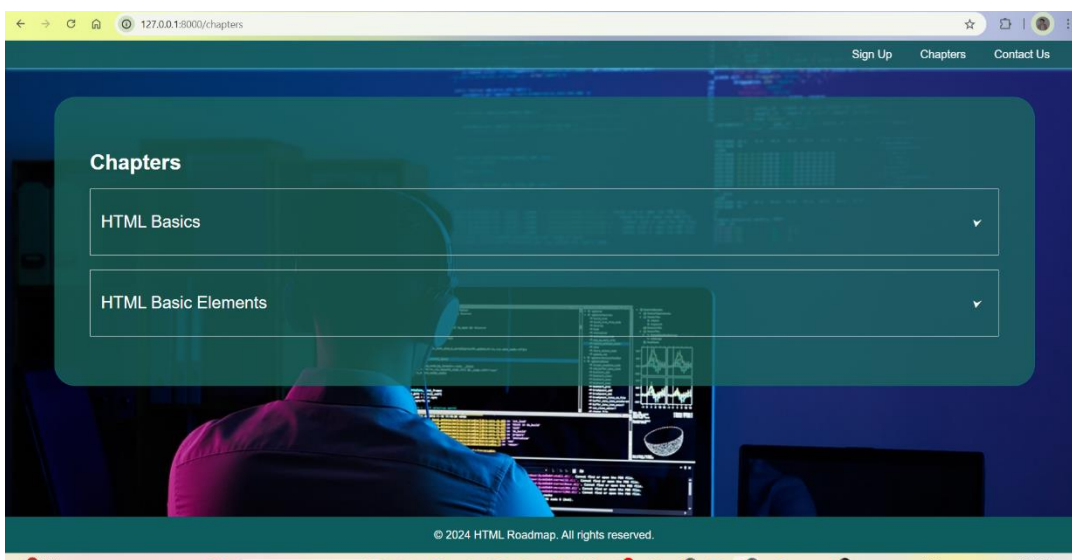 127.0.0.1:8000/chapters
Sign Up Chapters Contact Us
Chapters
HTML Basics
HTML Basic Elements
© 2024 HTML Roadmap. All rights reserved.